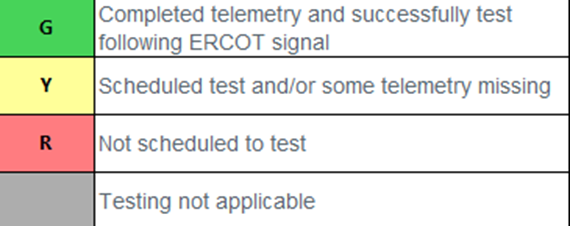 G Completed telemetry and successfully test
following ERCOT signal
Y Scheduled test and/or some telemetry missing
R Not scheduled to test
Testing not applicable